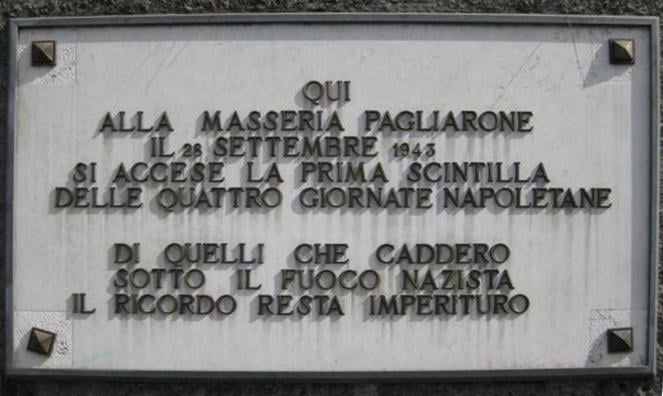 QUI
ALLA MASSERIA PAGLIARONE
IL 28 SETTEMBRE 1943
SI ACCESE LA PRIMA SCINTILLA
DELLE QUATTRO GIORNATE NAPOLETANE
DI QUELLI CHE CADDERO
SOTTO IL FUOCO NAZISTA
IL RICORDO RESTA IMPERITURO